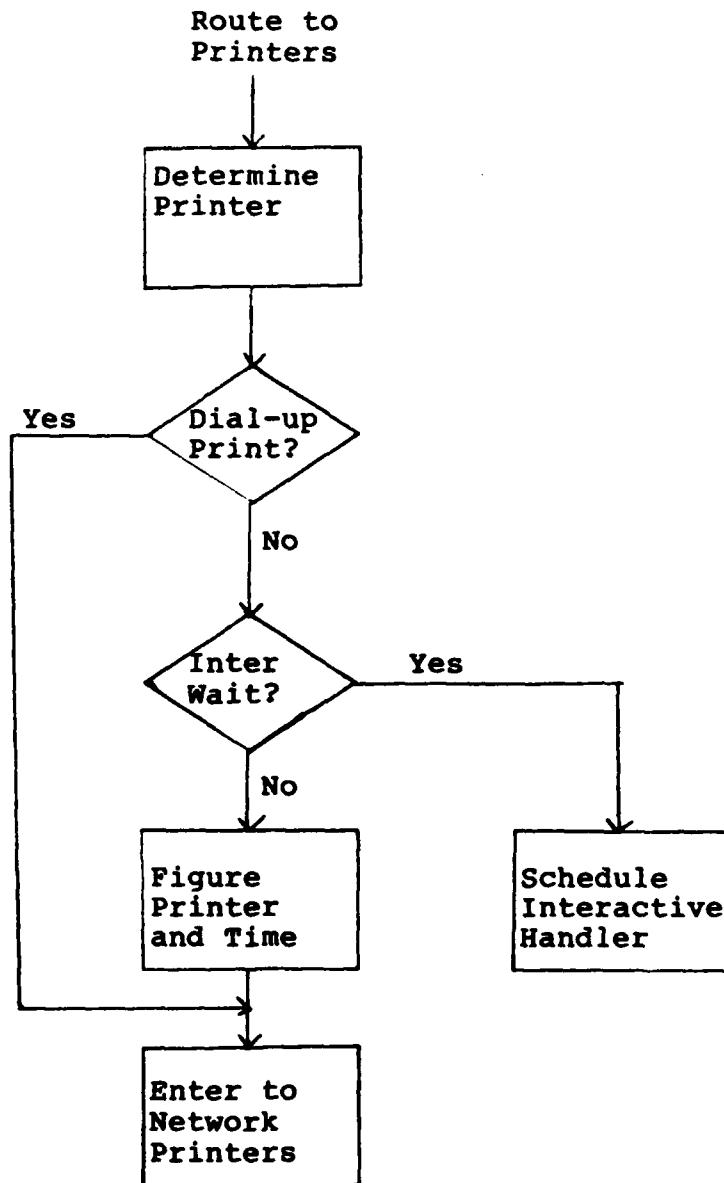 Route to
Printers
Determine
Printer
Yes
Dial-up
Print?
No
Inter
Wait?
Yes
No
Figure
Printer
and Time
Schedule
Interactive
Handler
Enter to
Network
Printers